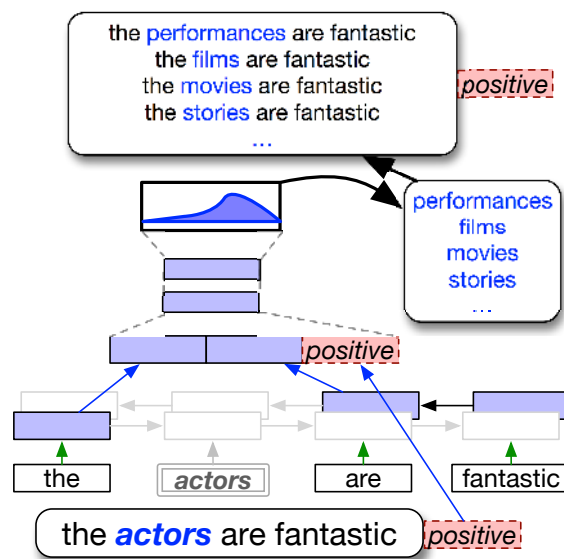 the performances are fantastic
the films are fantastic
the movies are fantastic
the stories are fantastic
...
positive
performances
films
movies
stories
...
positive
the
actors
are
fantastic
the actors are fantastic
positive